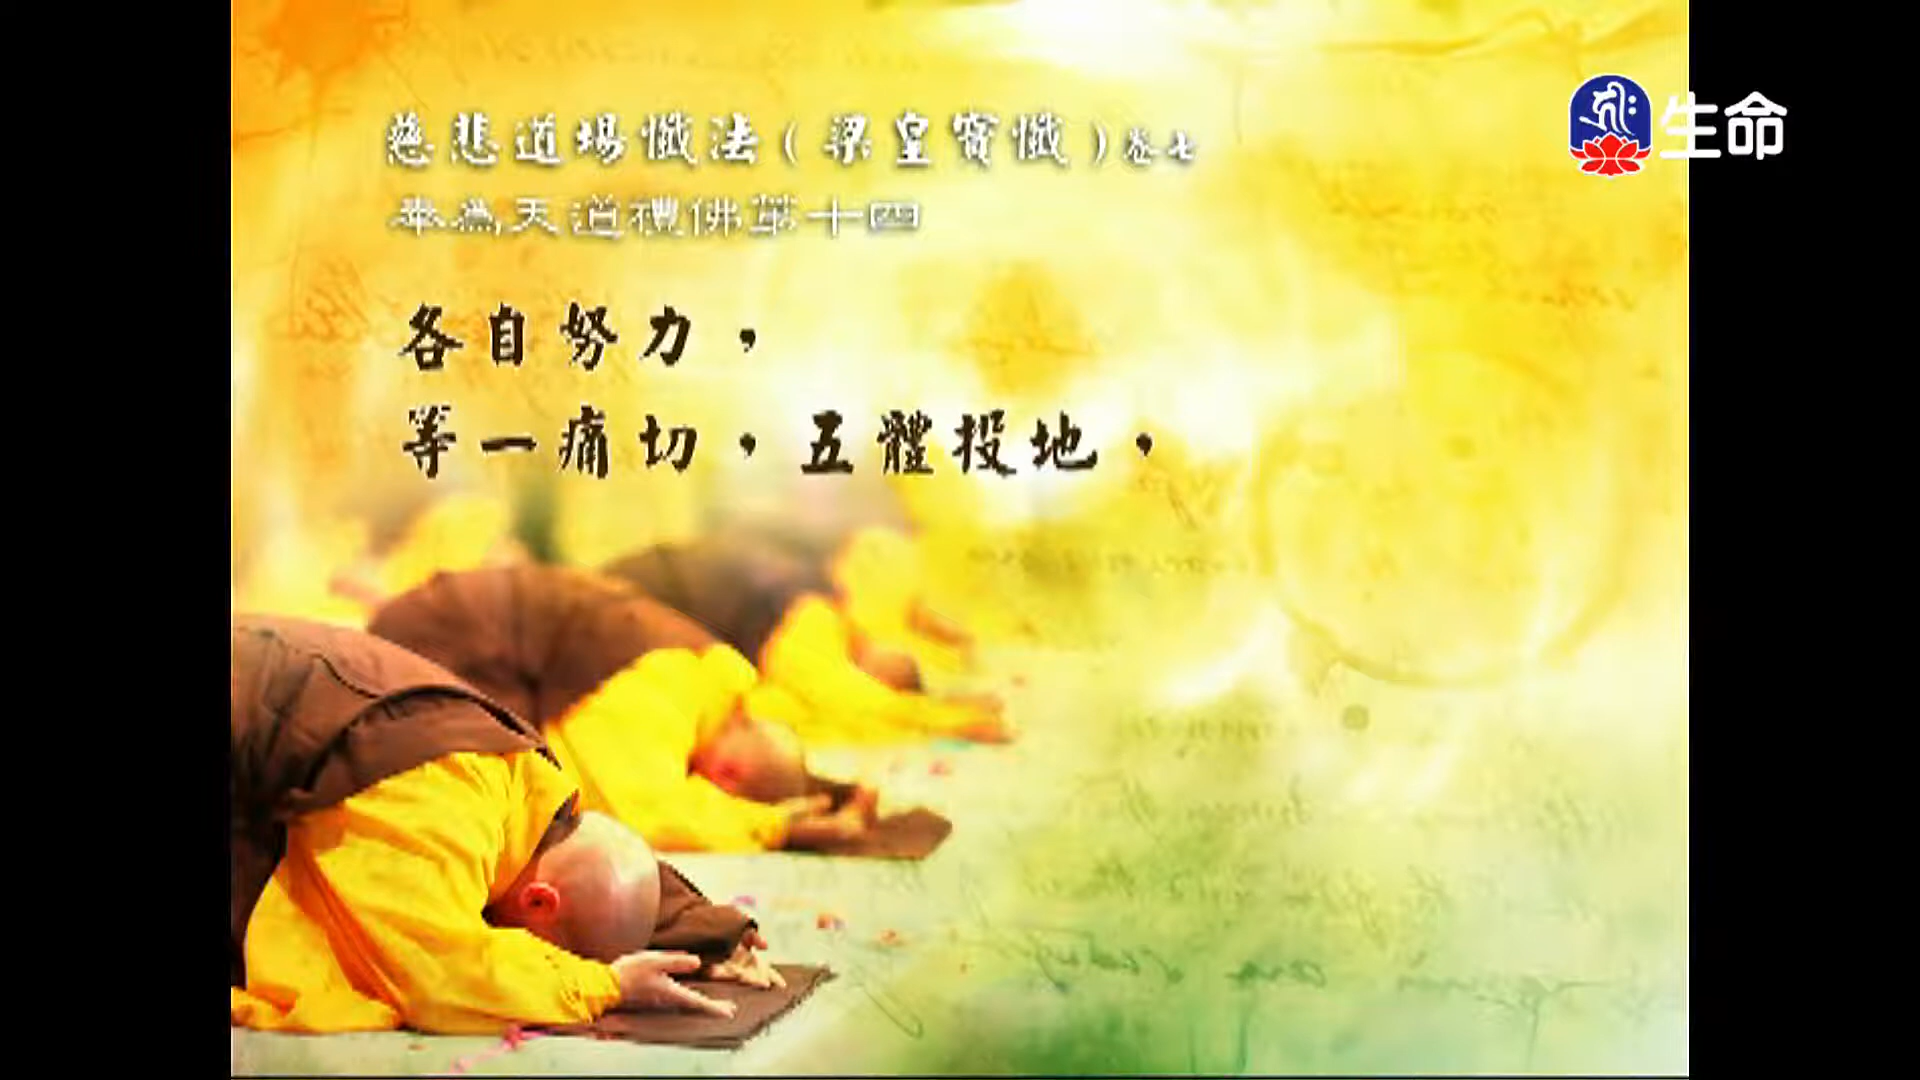 慈悲道場懺法(梁皇寶懺)卷七
奉為天道禮佛第十四
各自努力，
等一痛切，五體投地，
生命